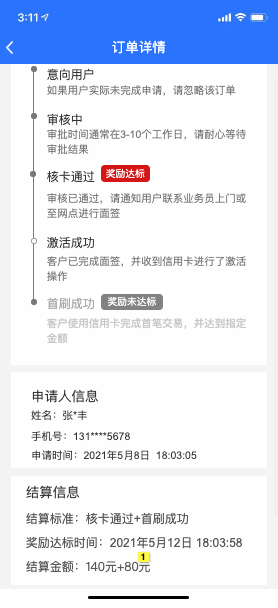 3:11
订单详情
意向用户
如果用户实际未完成申请，请忽略该订单
审核中
审批时间通常在3-10个工作日，请耐心等待
审批结果
核卡通过 奖励达标
审核已通过，请通知用户联系业务员上门或
至网点进行面签
激活成功
客户已完成面签，并收到信用卡进行了激活
操作
首刷成功 奖励未达标
客户使用信用卡完成首笔交易，并达到指定
金额
申请人信息
姓名：张*丰
手机号：131****5678
申请时间：2021年5月8日 18:03:05
结算信息
结算标准：核卡通过+首刷成功
奖励达标时间：2021年5月12日 18:03:58
1
结算金额：140元+80元